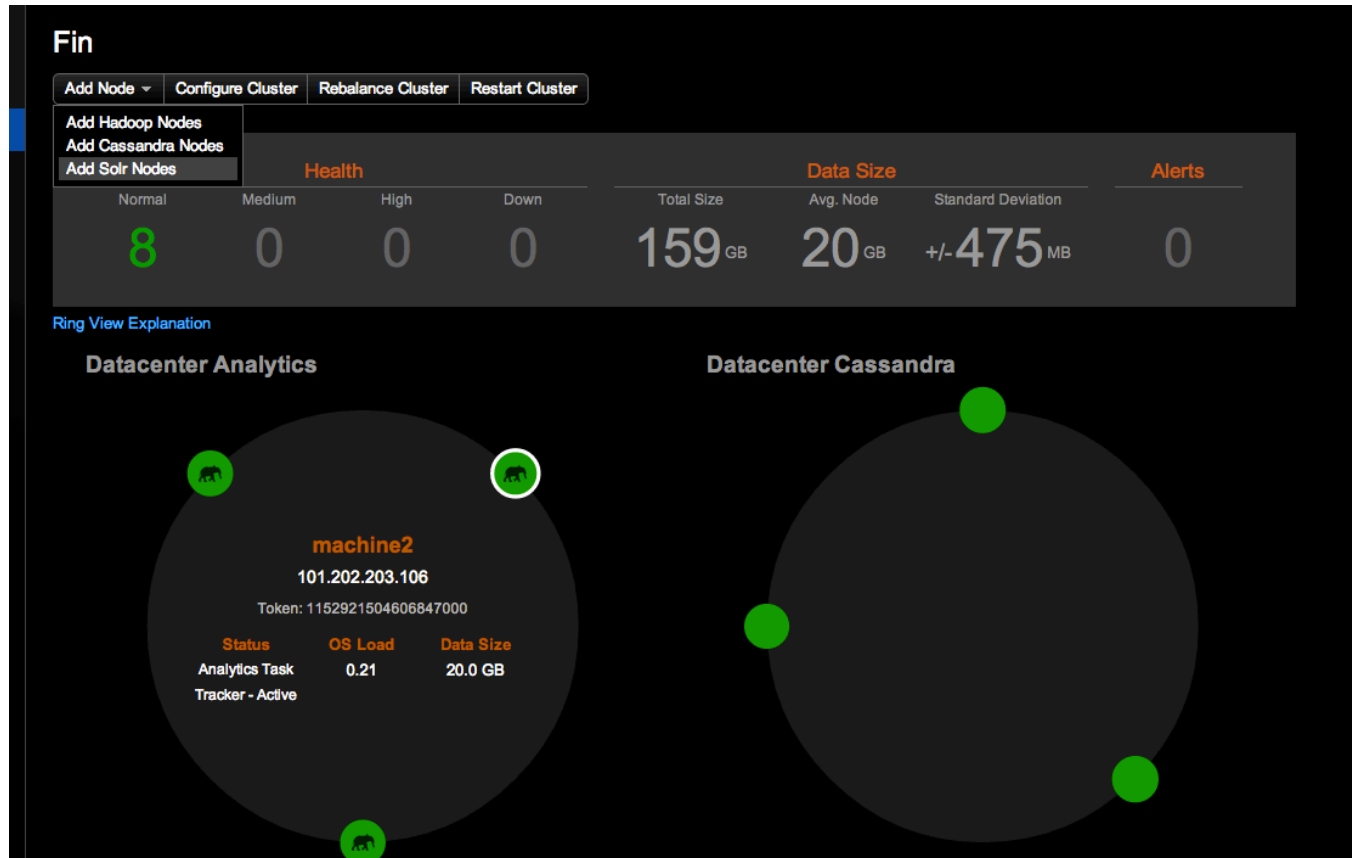 Fin
Add Node Configure Cluster Rebalance Cluster Restart Cluster
Add Hadoop Nodes
Add Cassandra Nodes
Add Solr Nodes
Health Data Size Alerts
Normal Medium High Down Total Size Avg. Node Standard Deviation
8 0 0 0 159 GB 20 GB +/-475 MB 0
Ring View Explanation
Datacenter Analytics
machine2
101.202.203.106
Token: 1152921504606847000
Status OS Load Data Size
Analytics Task 0.21 20.0 GB
Tracker - Active
Datacenter Cassandra